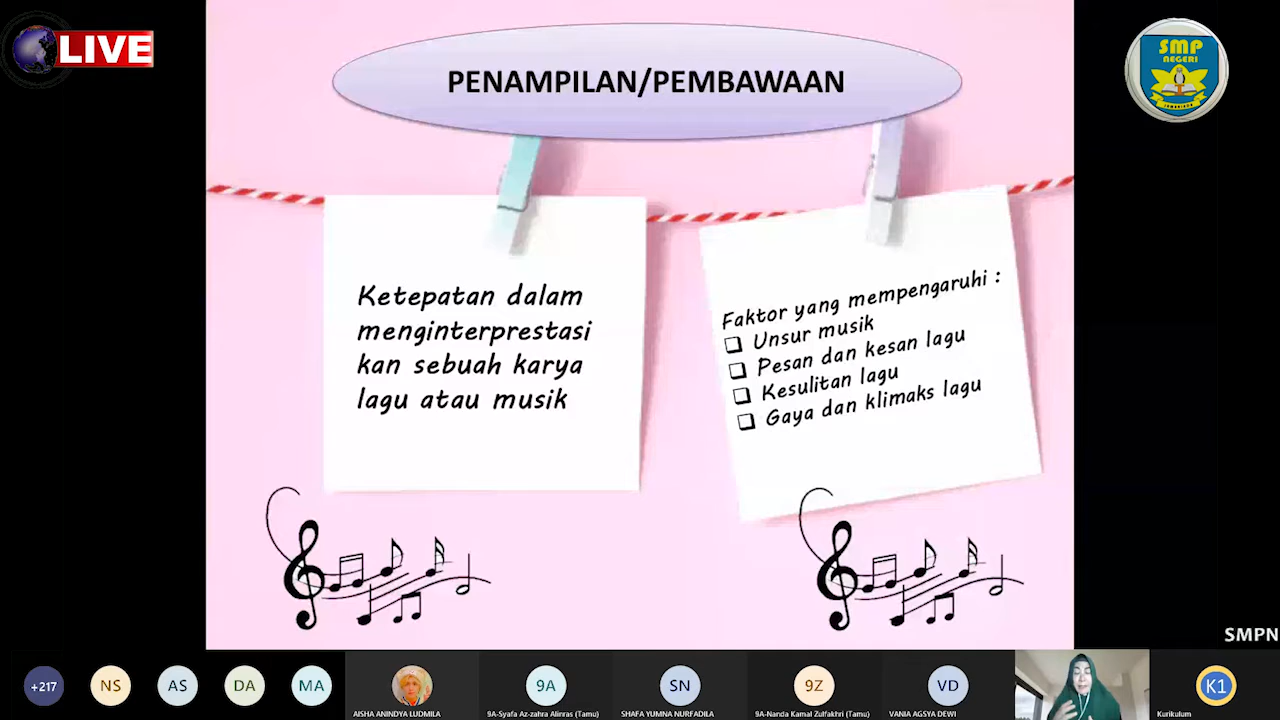 LIVE
PENAMPILAN/PEMBAWAAN
SMP
NEGERI
Ketepatan dalam
menginterprestasi
kan sebuah karya
lagu atau musik
Faktor yang mempengaruhi :
Unsur musik
Pesan dan kesan lagu
Kesulitan lagu
Gaya dan klimaks lagu
SMPN
+217
NS
AS
DA
MA
AISHA ANINDYA LUDMILA
9A
9A-Syafa Az-zahra Alinras (Tamu)
SN
SHAFA YUMNA NURFADILA
9Z
9A-Nanda Kamal Zulfakhri (Tamu)
VD
VANIA AGSYA DEWI
K1
Kurikulum